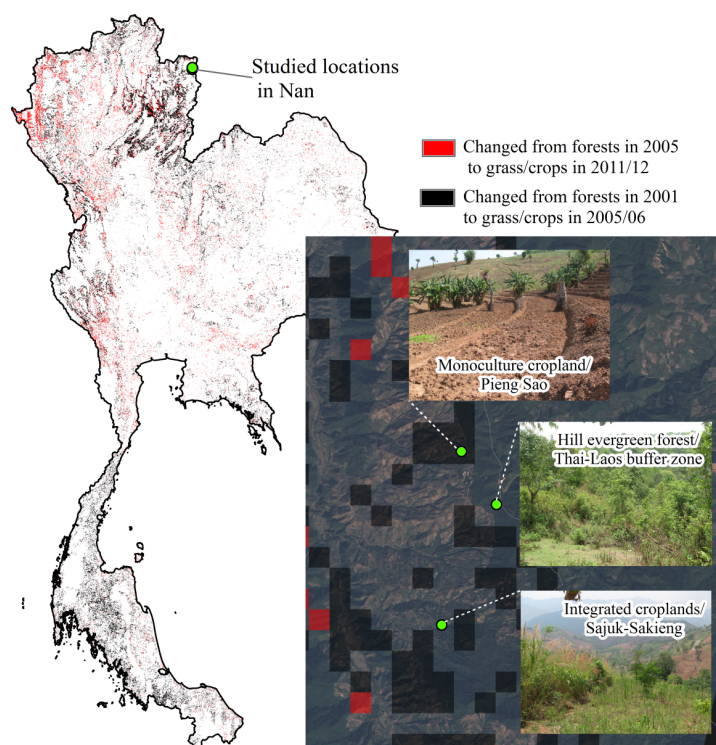 Studied locations
in Nan
Changed from forests in 2005
to grass/crops in 2011/12
Changed from forests in 2001
to grass/crops in 2005/06
Monoculture cropland/
Pieng Sao
Hill evergreen forest/
Thai-Laos buffer zone
Integrated croplands/
Sajuk-Sakieng